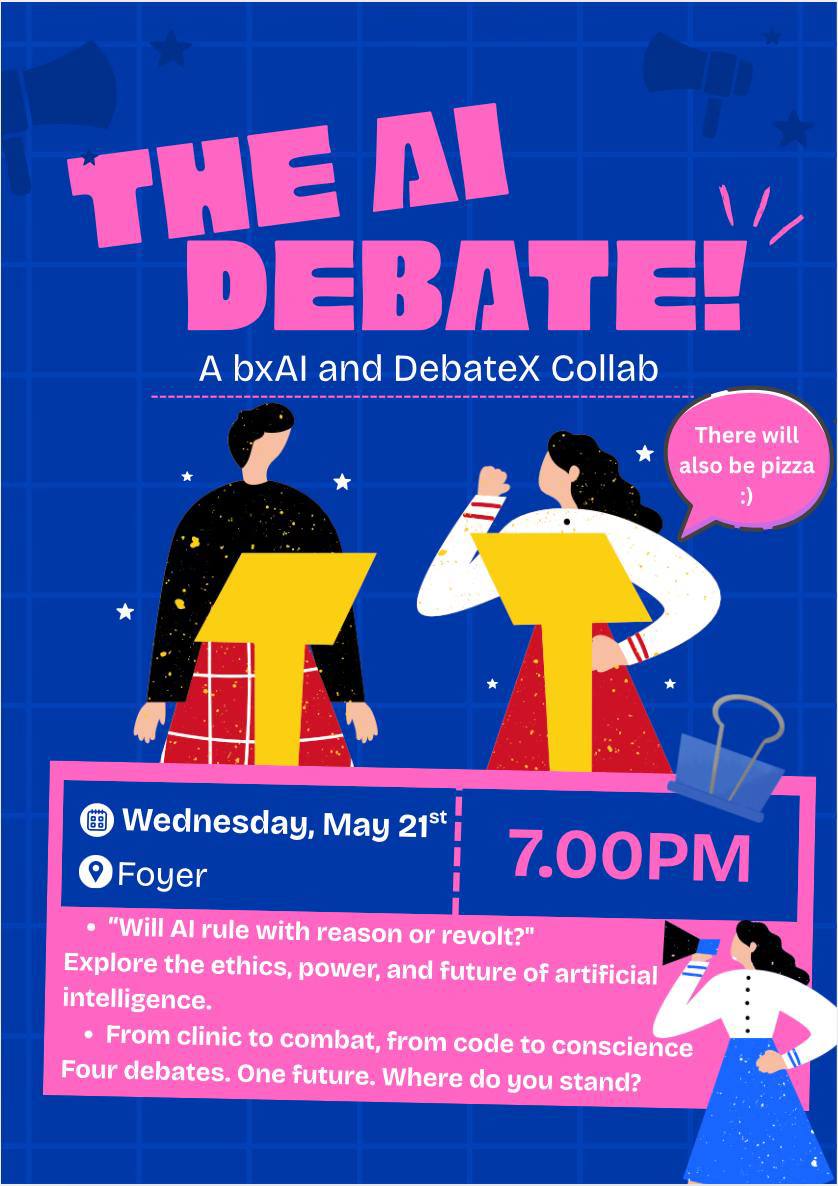 THE AI
DEBATE!
A bxAI and DebateX Collab
There will
also be pizza
:)
Wednesday, May 21st
Foyer
7.00PM
• "Will AI rule with reason or revolt?"
Explore the ethics, power, and future of artificial
intelligence.
• From clinic to combat, from code to conscience
Four debates. One future. Where do you stand?